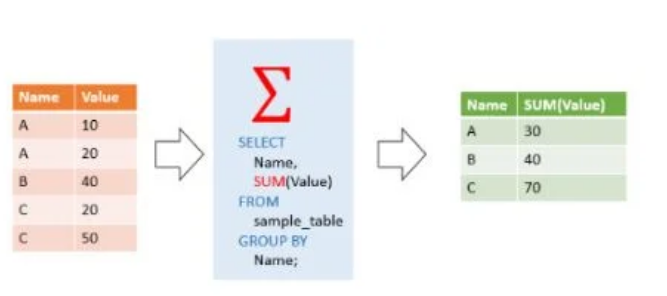 Name Value
A 10
A 20
B 40
C 20
C 50
Σ
SELECT
Name,
SUM(Value)
FROM
sample_table
GROUP BY
Name;
Name SUM(Value)
A 30
B 40
C 70